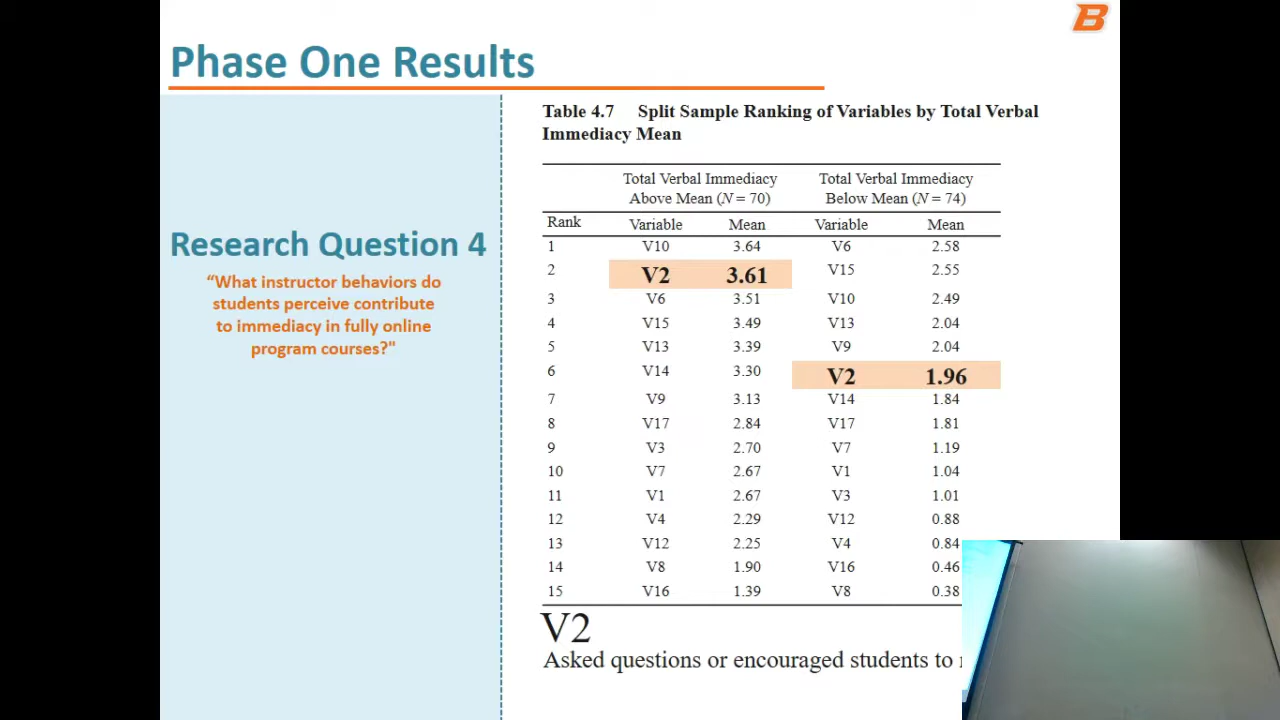 B
Phase One Results
Research Question 4
“What instructor behaviors do
students perceive contribute
to immediacy in fully online
program courses?"
Table 4.7 Split Sample Ranking of Variables by Total Verbal
Immediacy Mean
Total Verbal Immediacy Total Verbal Immediacy
Above Mean (N = 70) Below Mean (N = 74)
Rank Variable Mean Variable Mean
1 V10 3.64 V6 2.58
2 V2 3.61 V15 2.55
3 V6 3.51 V10 2.49
4 V15 3.49 V13 2.04
5 V13 3.39 V9 2.04
6 V14 3.30 V2 1.96
7 V9 3.13 V14 1.84
8 V17 2.84 V17 1.81
9 V3 2.70 V7 1.19
10 V7 2.67 V1 1.04
11 V1 2.67 V3 1.01
12 V4 2.29 V12 0.88
13 V12 2.25 V4 0.84
14 V8 1.90 V16 0.46
15 V16 1.39 V8 0.38
V2
Asked questions or encouraged students to